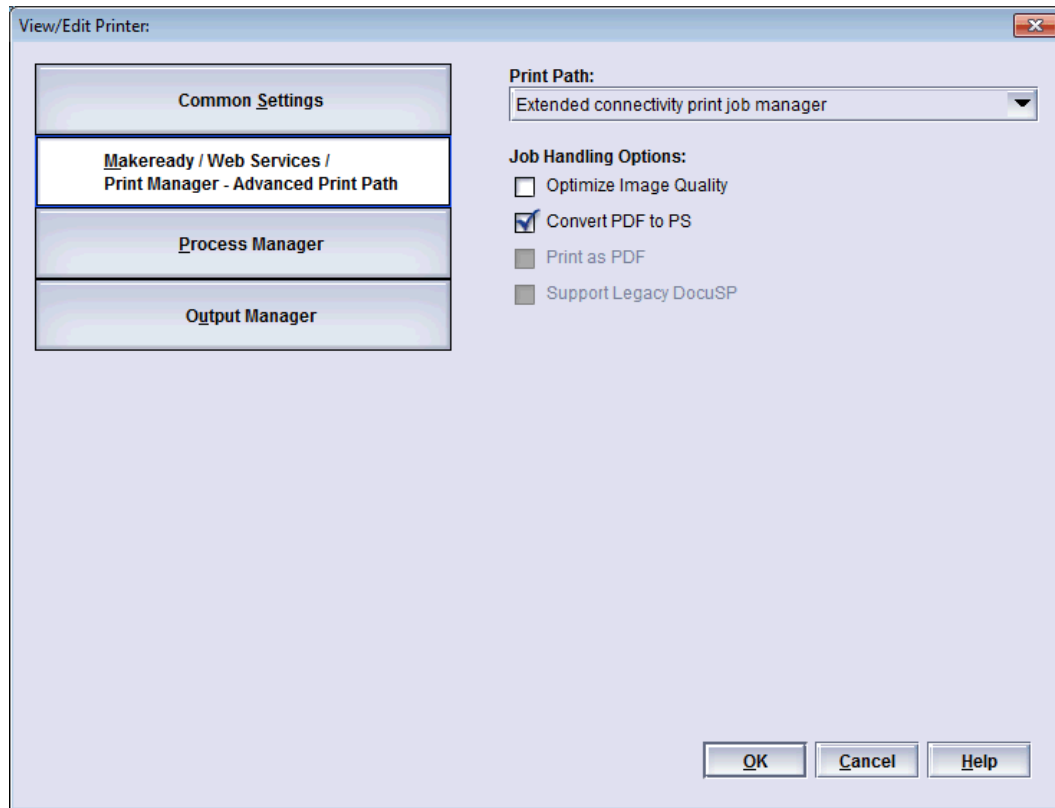 View/Edit Printer:
Common Settings
Makeready / Web Services /
Print Manager - Advanced Print Path
Process Manager
Output Manager
Print Path:
Extended connectivity print job manager
Job Handling Options:
Optimize Image Quality
Convert PDF to PS
Print as PDF
Support Legacy DocuSP
OK
Cancel
Help